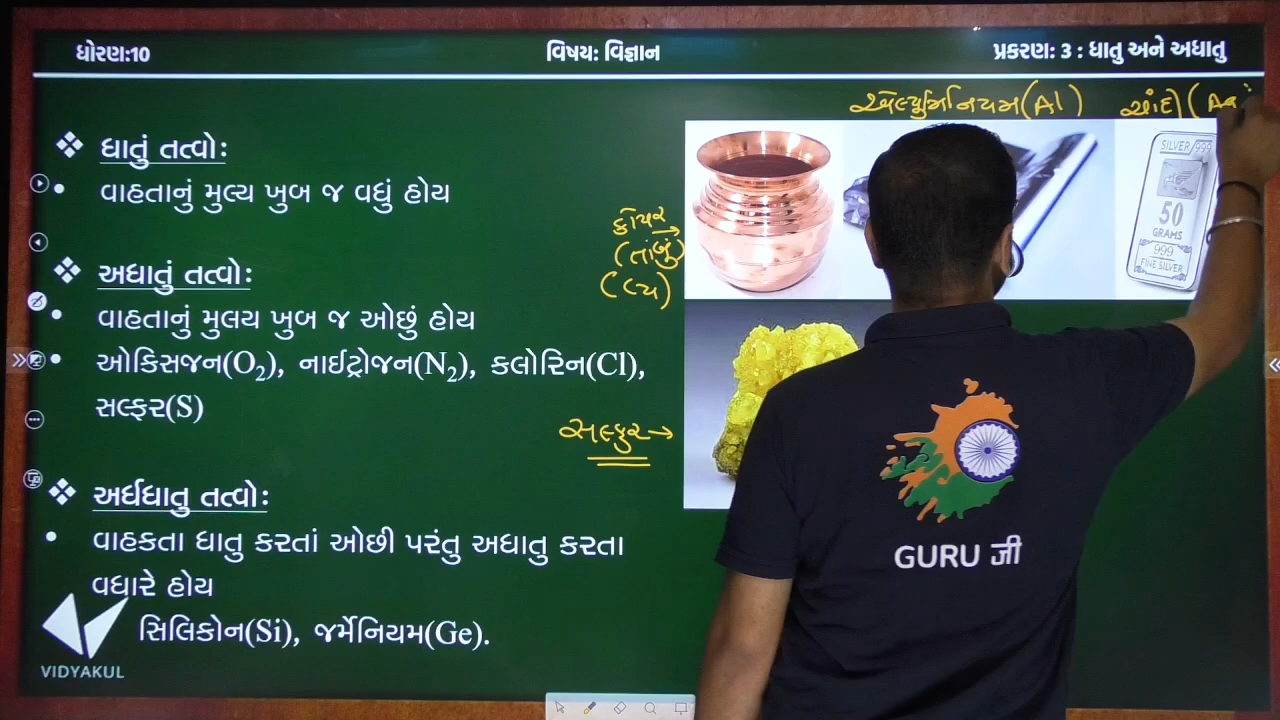 ધોરણ:10
વિષય: વિજ્ઞાન
પ્રકરણ: 3 : ધાતુ અને અધાતુ
એલ્યુમિનિયમ(Al)
ચાંદી(Ag
❖ ધાતું તત્વો:
• વાહતાનું મુલ્ય ખુબ જ વધું હોય
❖ અધાતું તત્વો:
• વાહતાનું મુલય ખુબ જ ઓછું હોય
• ઓકિસજન(O₂), નાઈટ્રોજન(N₂), કલોરિન(Cl),
સલ્ફર(S)
❖ અર્ધધાતુ તત્વો:
• વાહકતા ધાતુ કરતાં ઓછી પરંતુ અધાતુ કરતા
વધારે હોય
સિલિકોન(Si), જર્મેનિયમ(Ge).
કોપર
(તાંબું)
સલ્ફર→
SILVER/999
50
GRAMS
999
FINE SILVER
GURU जी
VIDYAKUL